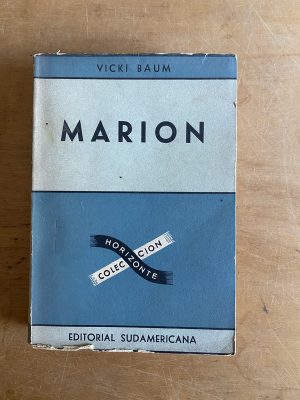 VICKI BAUM
MARION
COLECCION
HORIZONTE
EDITORIAL SUDAMERICANA